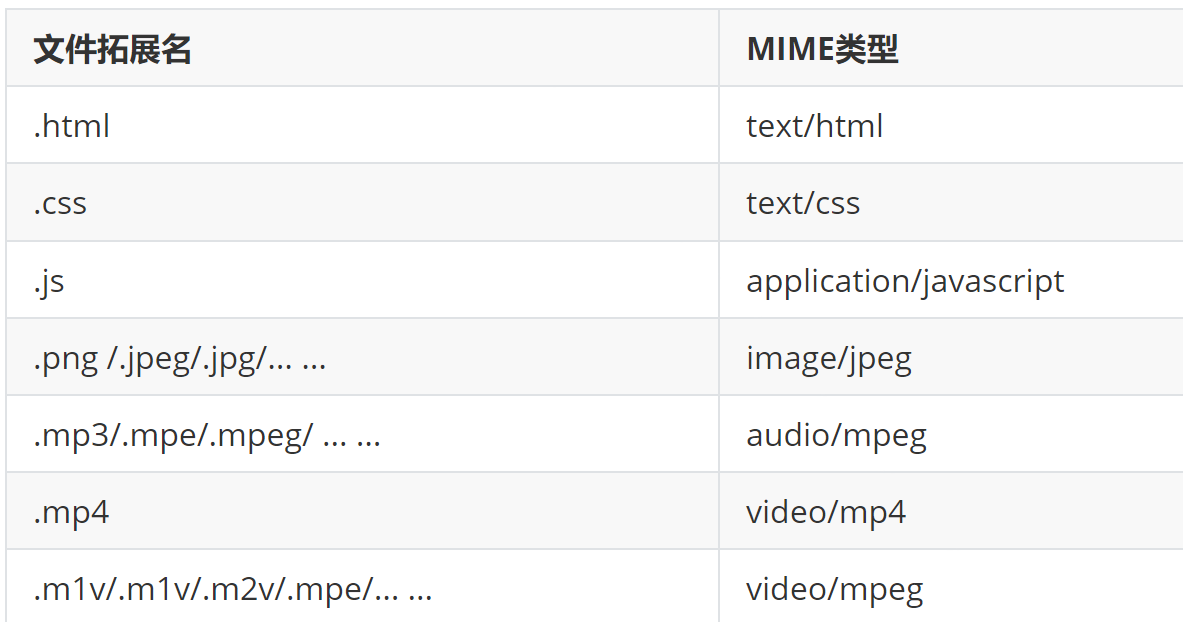 文件拓展名 MIME类型
.html text/html
.css text/css
.js application/javascript
.png /.jpeg/.jpg/... ... image/jpeg
.mp3/.mpe/.mpeg/ ... ... audio/mpeg
.mp4 video/mp4
.m1v/.m1v/.m2v/.mpe/... ... video/mpeg